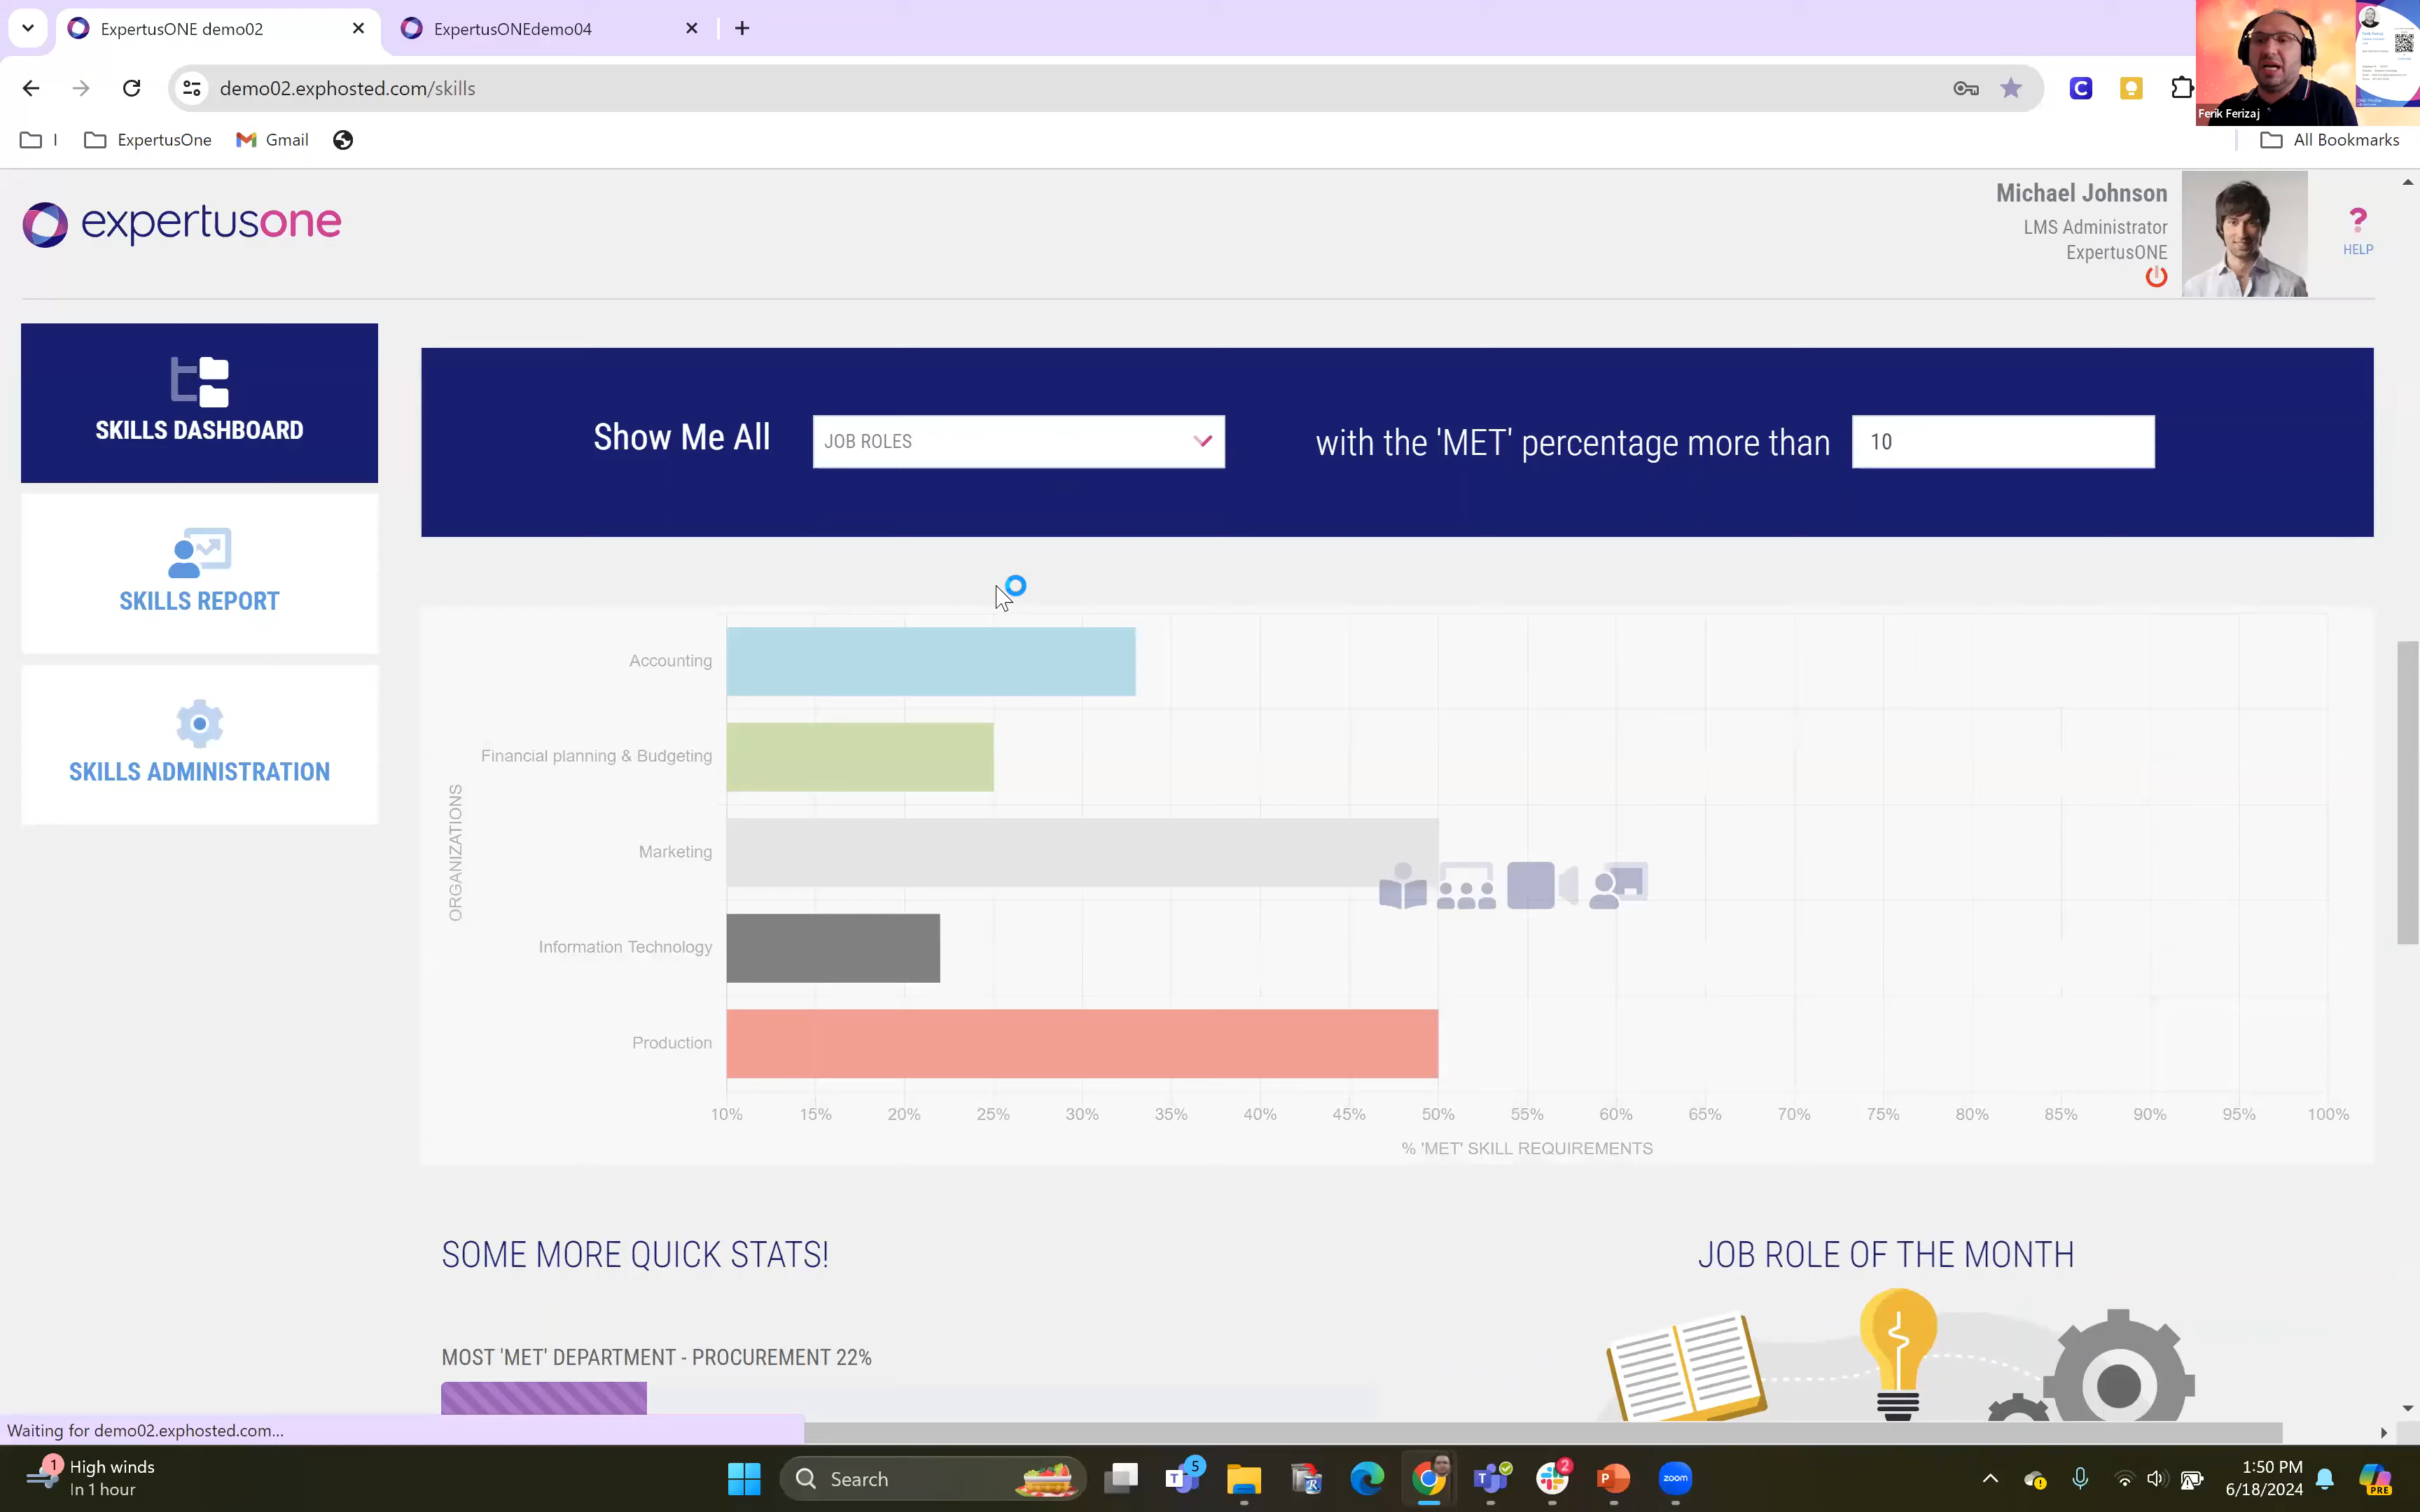 ExpertusONE demo02
ExpertusONEdemo04
demo02.exphosted.com/skills
I
ExpertusOne
Gmail
All Bookmarks
Ferik Ferizaj
expertusone
Michael Johnson
LMS Administrator
ExpertusONE
?
HELP
SKILLS DASHBOARD
SKILLS REPORT
SKILLS ADMINISTRATION
Show Me All
JOB ROLES
with the 'MET' percentage more than
10
ORGANIZATIONS
Accounting
Financial planning & Budgeting
Marketing
Information Technology
Production
10% 15% 20% 25% 30% 35% 40% 45% 50% 55% 60% 65% 70% 75% 80% 85% 90% 95% 100%
% 'MET' SKILL REQUIREMENTS
SOME MORE QUICK STATS!
JOB ROLE OF THE MONTH
MOST 'MET' DEPARTMENT - PROCUREMENT 22%
Waiting for demo02.exphosted.com...
1
High winds
In 1 hour
Search
5
2
zoom
1:50 PM
6/18/2024
PRE